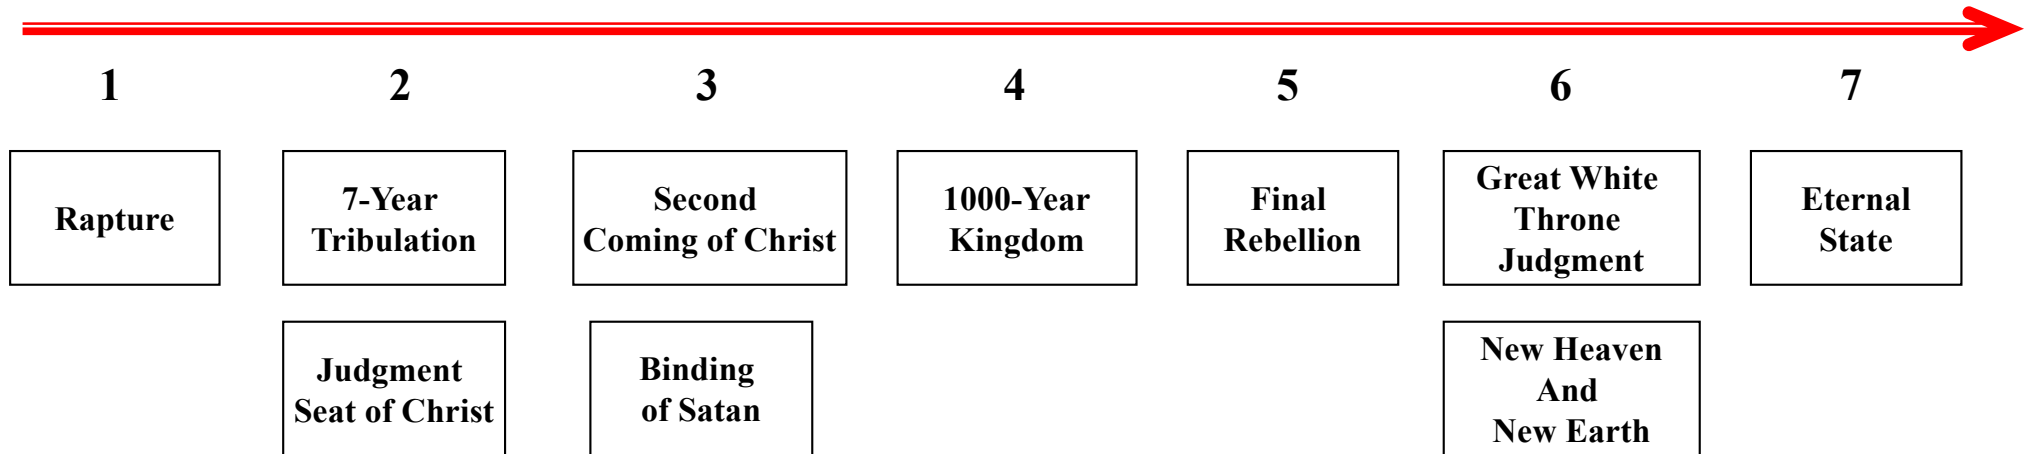 1 2 3 4 5 6 7
Rapture
7-Year
Tribulation
Second
Coming of Christ
1000-Year
Kingdom
Final
Rebellion
Great White
Throne
Judgment
Eternal
State
Judgment
Seat of Christ
Binding
of Satan
New Heaven
And
New Earth